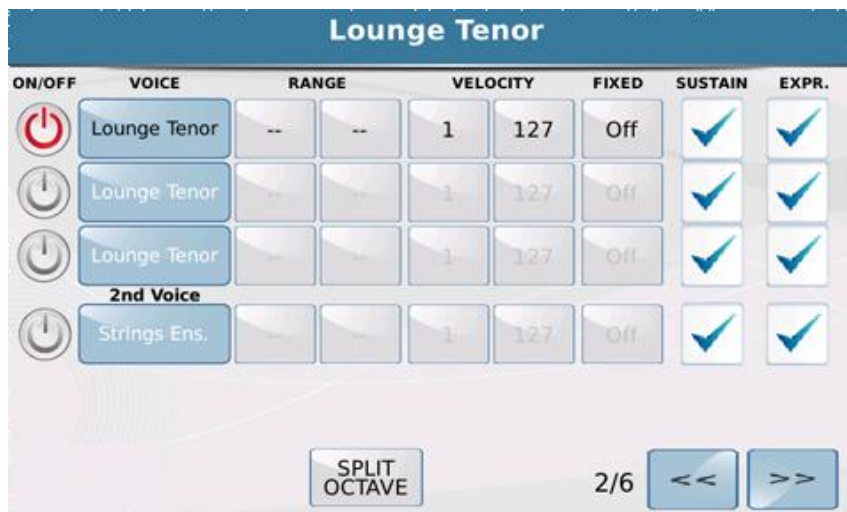 Lounge Tenor
ON/OFF VOICE RANGE VELOCITY FIXED SUSTAIN EXPR.
Lounge Tenor -- -- 1 127 Off
Lounge Tenor -- -- 1 127 Off
Lounge Tenor -- -- 1 127 Off
2nd Voice
Strings Ens. -- -- 1 127 Off
SPLIT
OCTAVE
2/6 << >>